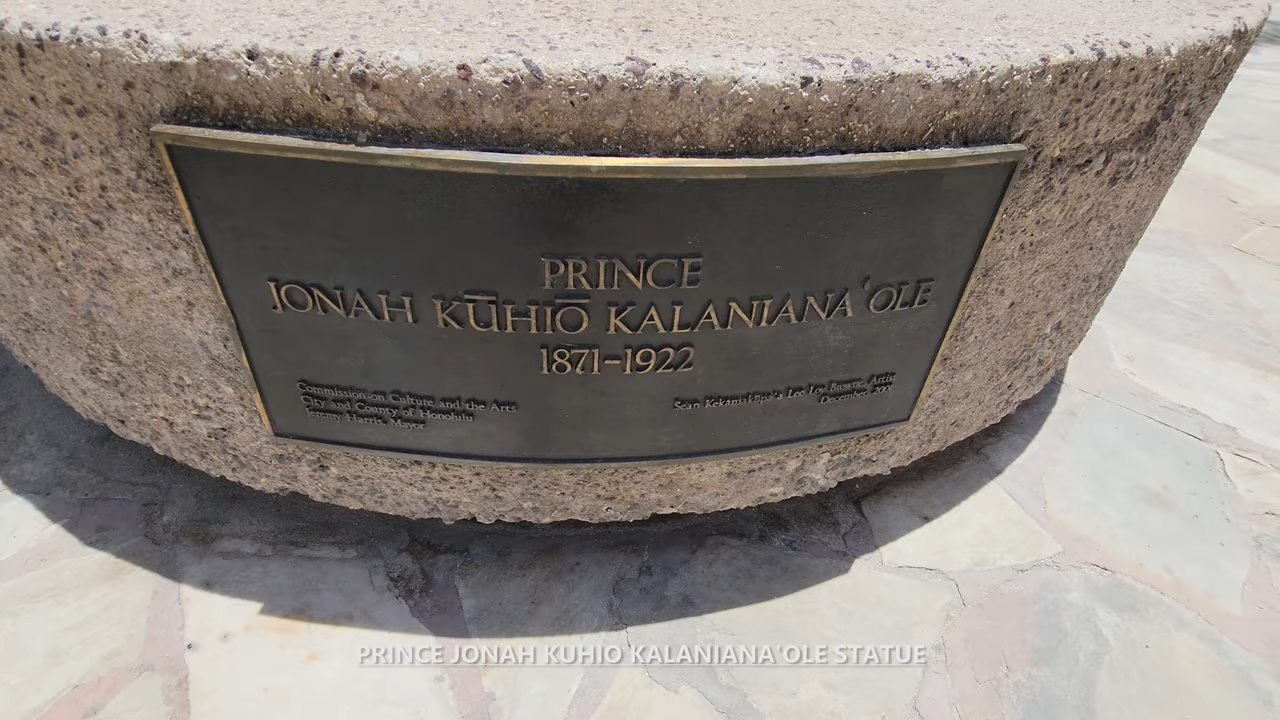 PRINCE
JONAH KŪHIŌ KALANIANAʻOLE
1871–1922
Commission on Culture and the Arts
City and County of Honolulu
Jeremy Harris, Mayor
Sean Kekamakūpaʻa Lee Loy Browne, Artist
December, 2001
PRINCE JONAH KUHIO KALANIANA'OLE STATUE